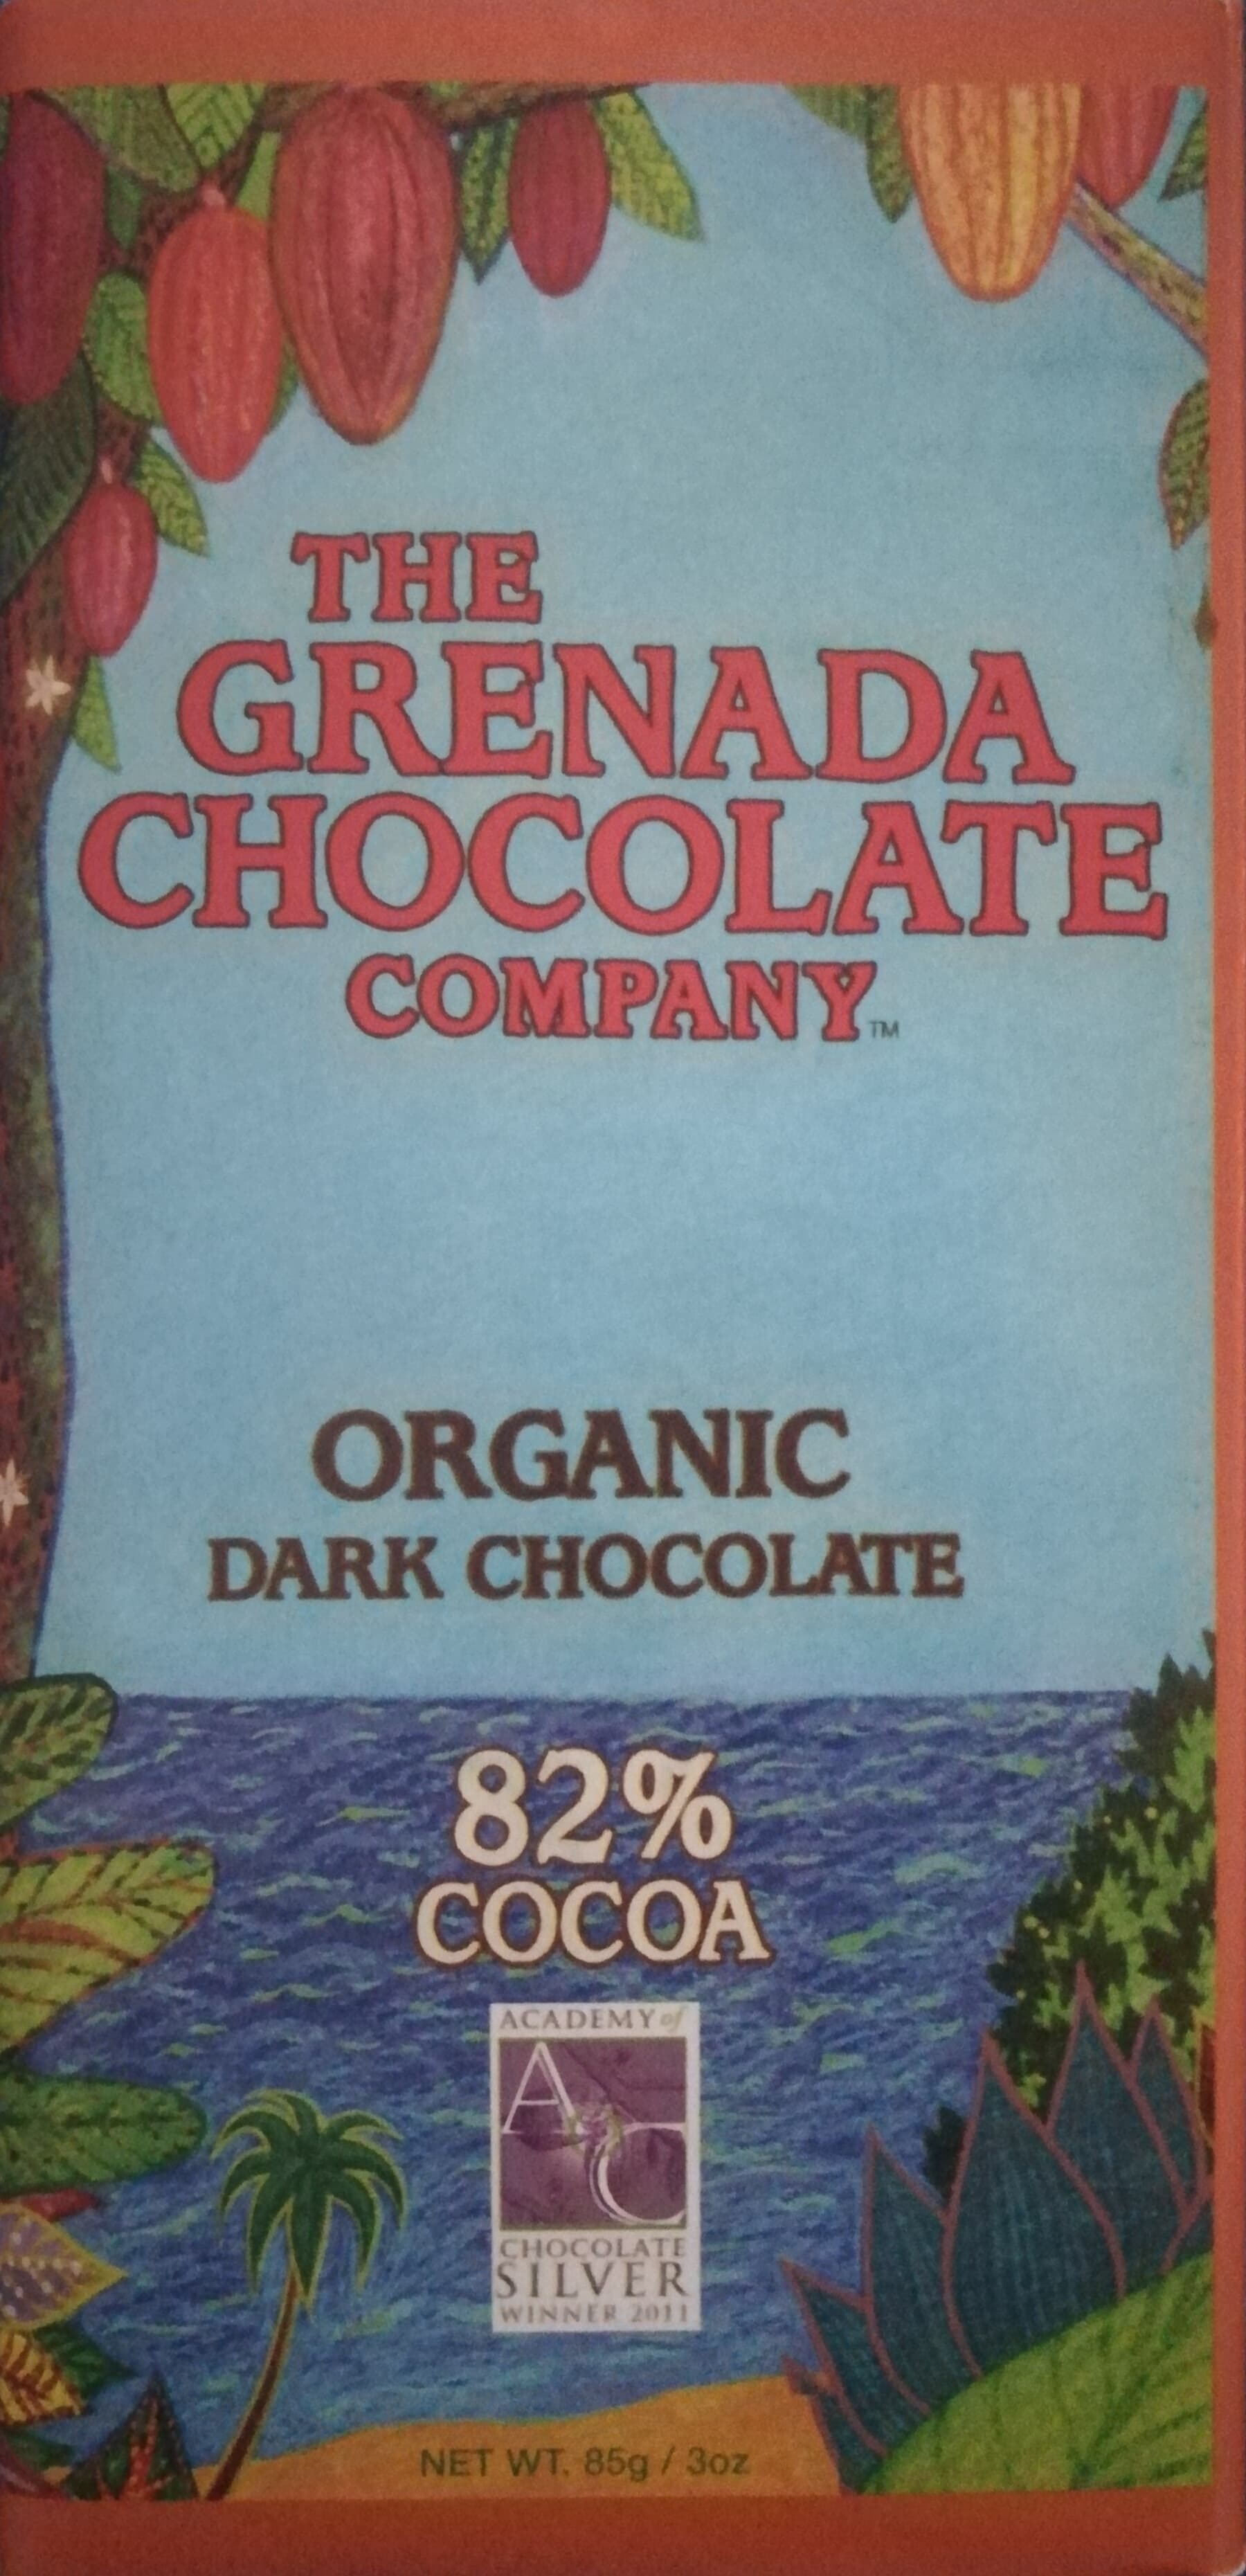 THE
GRENADA
CHOCOLATE
COMPANY™
ORGANIC
DARK CHOCOLATE
82%
COCOA
ACADEMY of
A
C
CHOCOLATE
SILVER
WINNER 2011
NET WT. 85g / 3oz